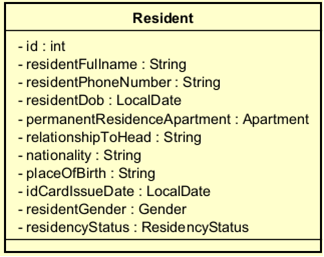 Resident
- id : int
- residentFullname : String
- residentPhoneNumber : String
- residentDob : LocalDate
- permanentResidenceApartment : Apartment
- relationshipToHead : String
- nationality : String
- placeOfBirth : String
- idCardIssueDate : LocalDate
- residentGender : Gender
- residencyStatus : ResidencyStatus